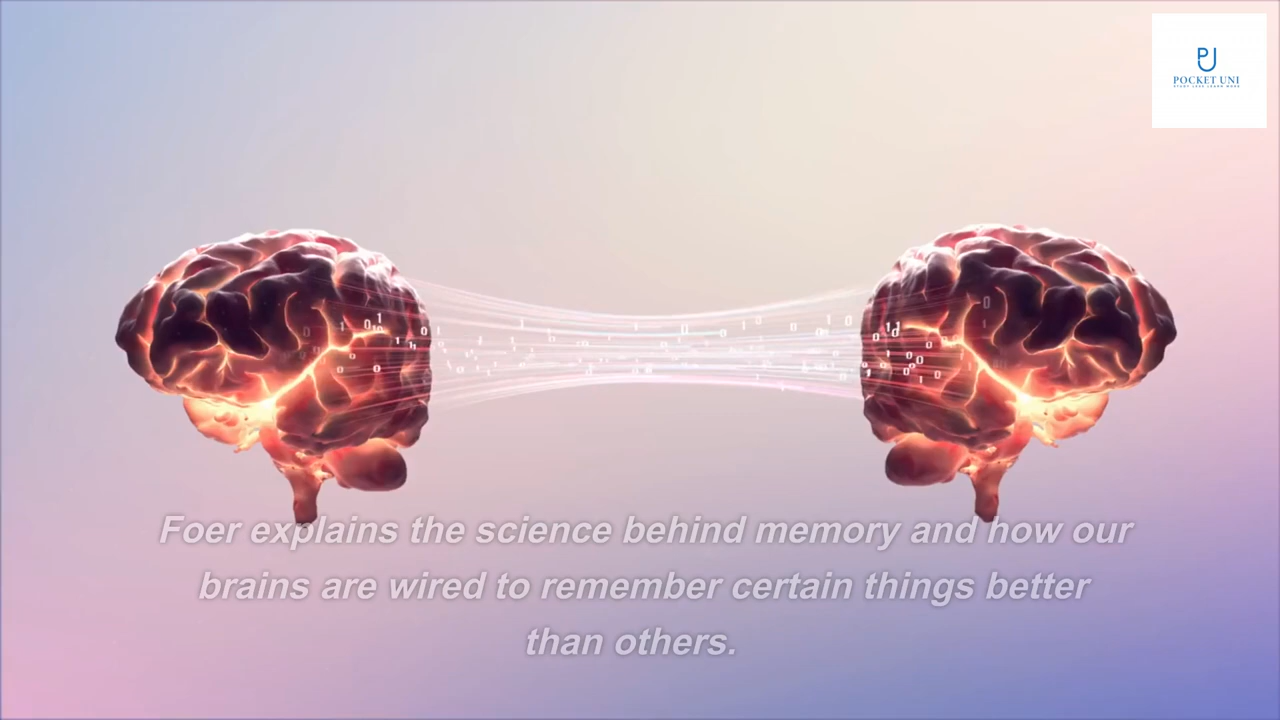 PJ
POCKET UNI
Foer explains the science behind memory and how our
brains are wired to remember certain things better
than others.